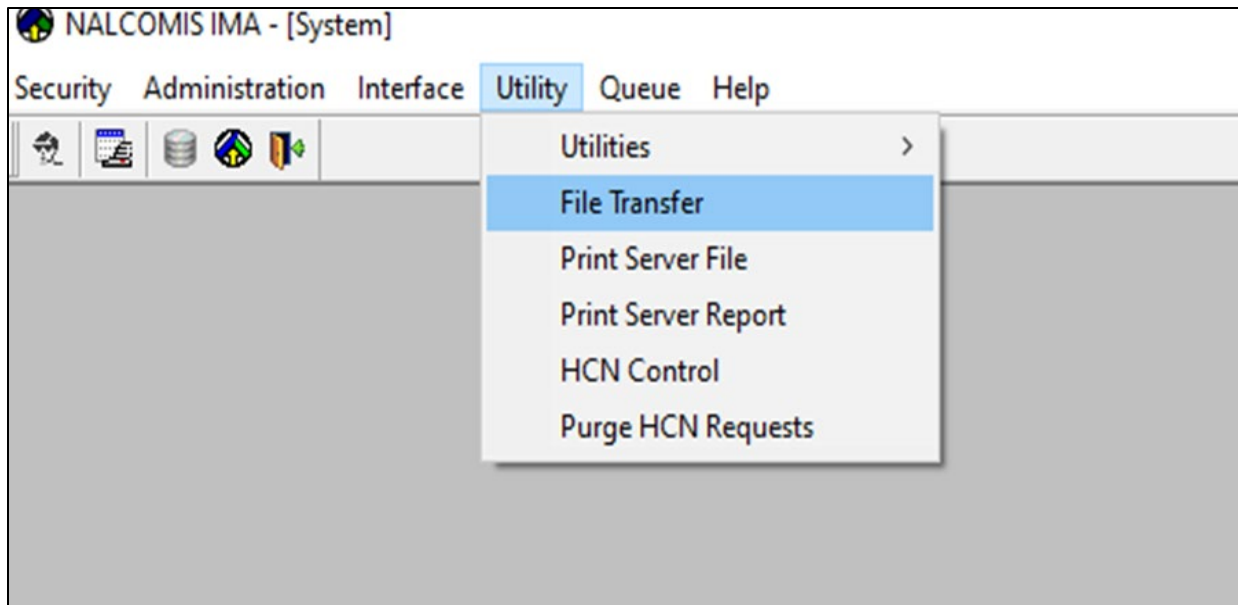 NALCOMIS IMA - [System]
Security Administration Interface Utility Queue Help
Utilities
File Transfer
Print Server File
Print Server Report
HCN Control
Purge HCN Requests